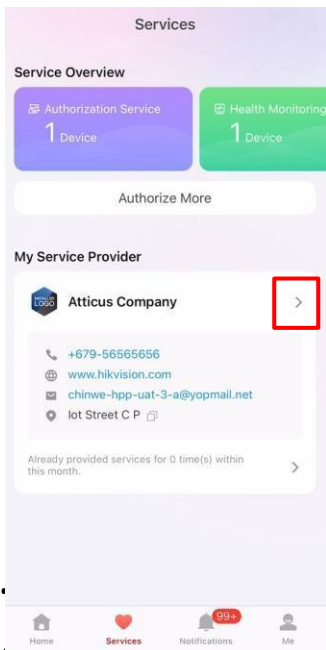 Services
Service Overview
Authorization Service
1 Device
Health Monitoring
1 Device
Authorize More
My Service Provider
LOGO
Atticus Company
+679-56565656
www.hikvision.com
chinwe-hpp-uat-3-a@yopmail.net
lot Street C P
Already provided services for 0 time(s) within
this month.
99+
Home
Services
Notifications
Me